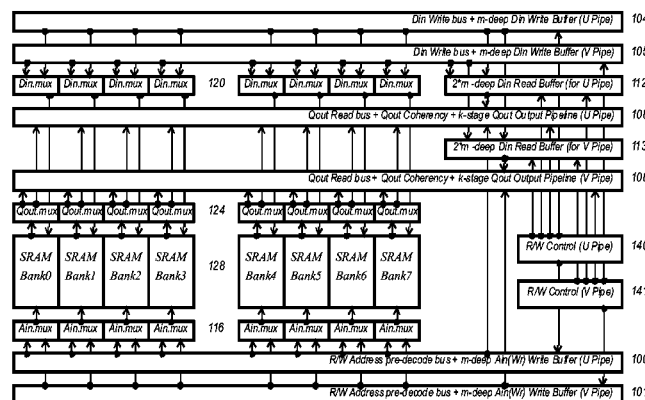 Din Write bus + m-deep Din Write Buffer (U Pipe) 104
Din Write bus + m-deep Din Write Buffer (V Pipe) 105
Din.mux Din.mux Din.mux Din.mux 120 Din.mux Din.mux Din.mux Din.mux 2*m -deep Din Read Buffer (for U Pipe) 112
Qout Read bus + Qout Coherency + k-stage Qout Output Pipeline (U Pipe) 108
2*m -deep Din Read Buffer (for V Pipe) 113
Qout Read bus + Qout Coherency + k-stage Qout Output Pipeline (V Pipe) 108
Qout.mux Qout.mux Qout.mux Qout.mux 124 Qout.mux Qout.mux Qout.mux Qout.mux
R/W Control (U Pipe) 140
SRAM SRAM SRAM SRAM SRAM SRAM SRAM SRAM
Bank0 Bank1 Bank2 Bank3 128 Bank4 Bank5 Bank6 Bank7
R/W Control (V Pipe) 141
Ain.mux Ain.mux Ain.mux Ain.mux 116 Ain.mux Ain.mux Ain.mux Ain.mux
R/W Address pre-decode bus + m-deep Ain(Wr) Write Buffer (U Pipe) 100
R/W Address pre-decode bus + m-deep Ain(Wr) Write Buffer (V Pipe) 101